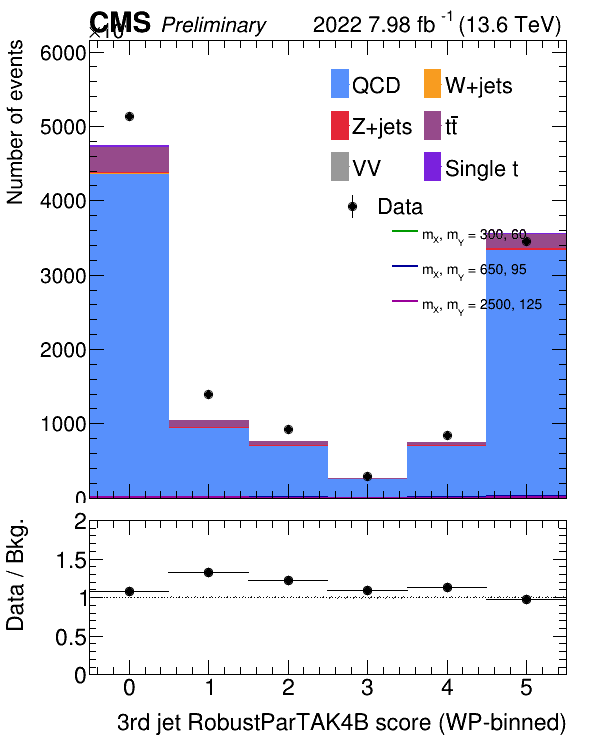 CMS Preliminary 2022 7.98 fb⁻¹ (13.6 TeV)
Number of events
6000
5000
4000
3000
2000
1000
0
QCD W+jets
Z+jets tt̄
VV Single t
Data
mX, mY = 300, 60
mX, mY = 650, 95
mX, mY = 2500, 125
Data / Bkg.
2
1.5
1
0.5
0
0 1 2 3 4 5
3rd jet RobustParTAK4B score (WP-binned)